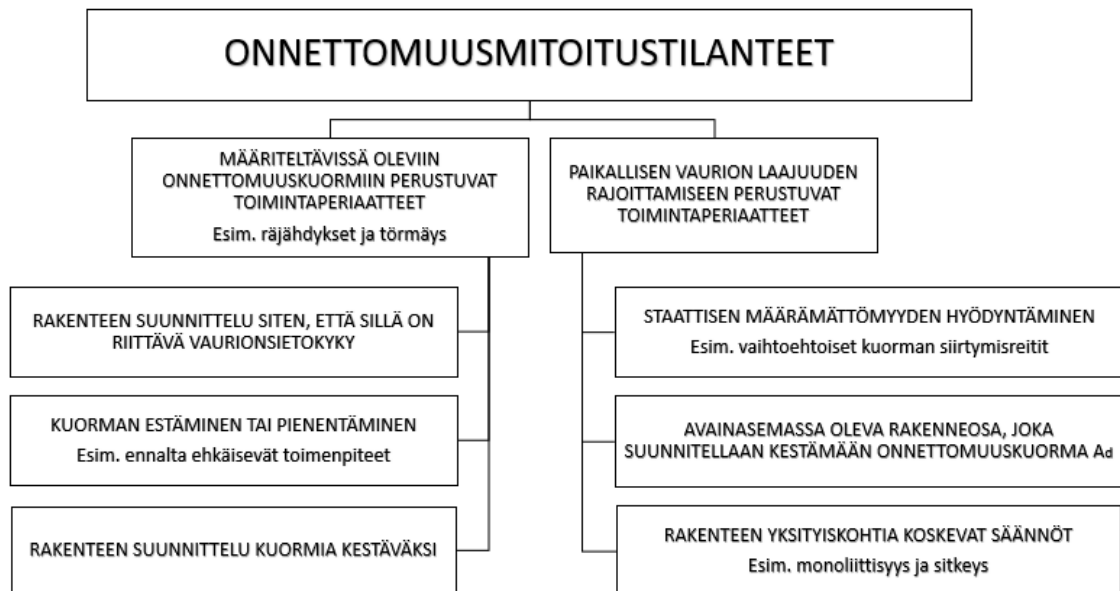 ONNETTOMUUSMITOITUSTILANTEET
MÄÄRITELTÄVISSÄ OLEVIIN
ONNETTOMUUSKUORMIIN PERUSTUVAT
TOIMINTAPERIAATTEET
Esim. räjähdykset ja törmäys
PAIKALLISEN VAURION LAAJUUDEN
RAJOITTAMISEEN PERUSTUVAT
TOIMINTAPERIAATTEET
RAKENTEEN SUUNNITTELU SITEN, ETTÄ SILLÄ ON
RIITTÄVÄ VAURIONSIETOKYKY
KUORMAN ESTÄMINEN TAI PIENENTÄMINEN
Esim. ennalta ehkäisevät toimenpiteet
RAKENTEEN SUUNNITTELU KUORMIA KESTÄVÄKSI
STAATTISEN MÄÄRÄMÄTTÖMYYDEN HYÖDYNTÄMINEN
Esim. vaihtoehtoiset kuorman siirtymisreitit
AVAINASEMASSA OLEVA RAKENNEOSA, JOKA
SUUNNITELLAAN KESTÄMÄÄN ONNETTOMUUSKUORMA Ad
RAKENTEEN YKSITYISKOHTIA KOSKEVAT SÄÄNNÖT
Esim. monoliittisyys ja sitkeys